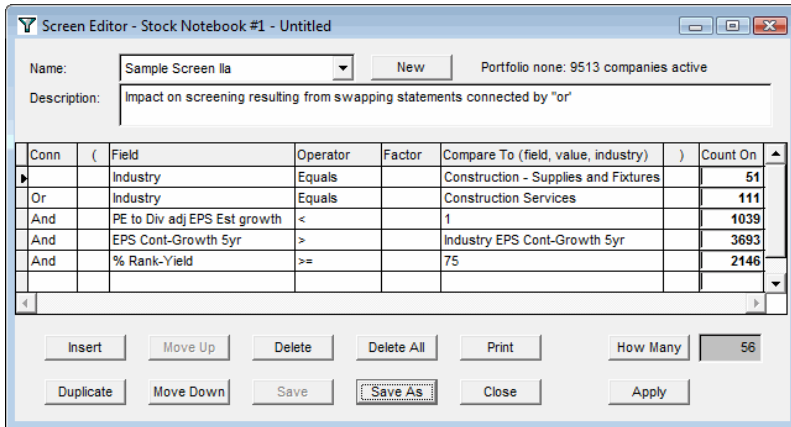 Screen Editor - Stock Notebook #1 - Untitled
Name: Sample Screen IIa New Portfolio none: 9513 companies active
Description: Impact on screening resulting from swapping statements connected by "or'
Conn ( Field Operator Factor Compare To (field, value, industry) ) Count On
Industry Equals Construction - Supplies and Fixtures 51
Or Industry Equals Construction Services 111
And PE to Div adj EPS Est growth < 1 1039
And EPS Cont-Growth 5yr > Industry EPS Cont-Growth 5yr 3693
And % Rank-Yield >= 75 2146
Insert Move Up Delete Delete All Print How Many 56
Duplicate Move Down Save Save As Close Apply